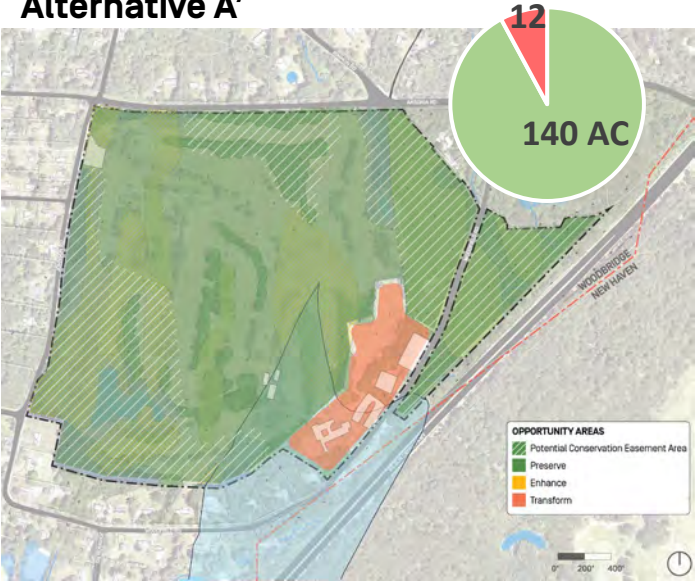 Alternative A'
12
140 AC
WOODBRIDGE
NEW HAVEN
OPPORTUNITY AREAS
Potential Conservation Easement Area
Preserve
Enhance
Transform
0" 200' 400'